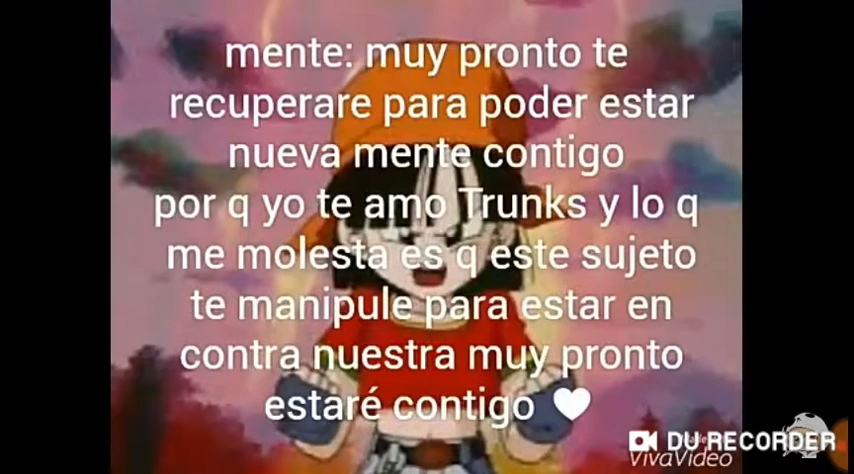 mente: muy pronto te
recuperare para poder estar
nueva mente contigo
por q yo te amo Trunks y lo q
me molesta es q este sujeto
te manipule para estar en
contra nuestra muy pronto
estaré contigo 🤍
DU RECORDER
VivaVideo